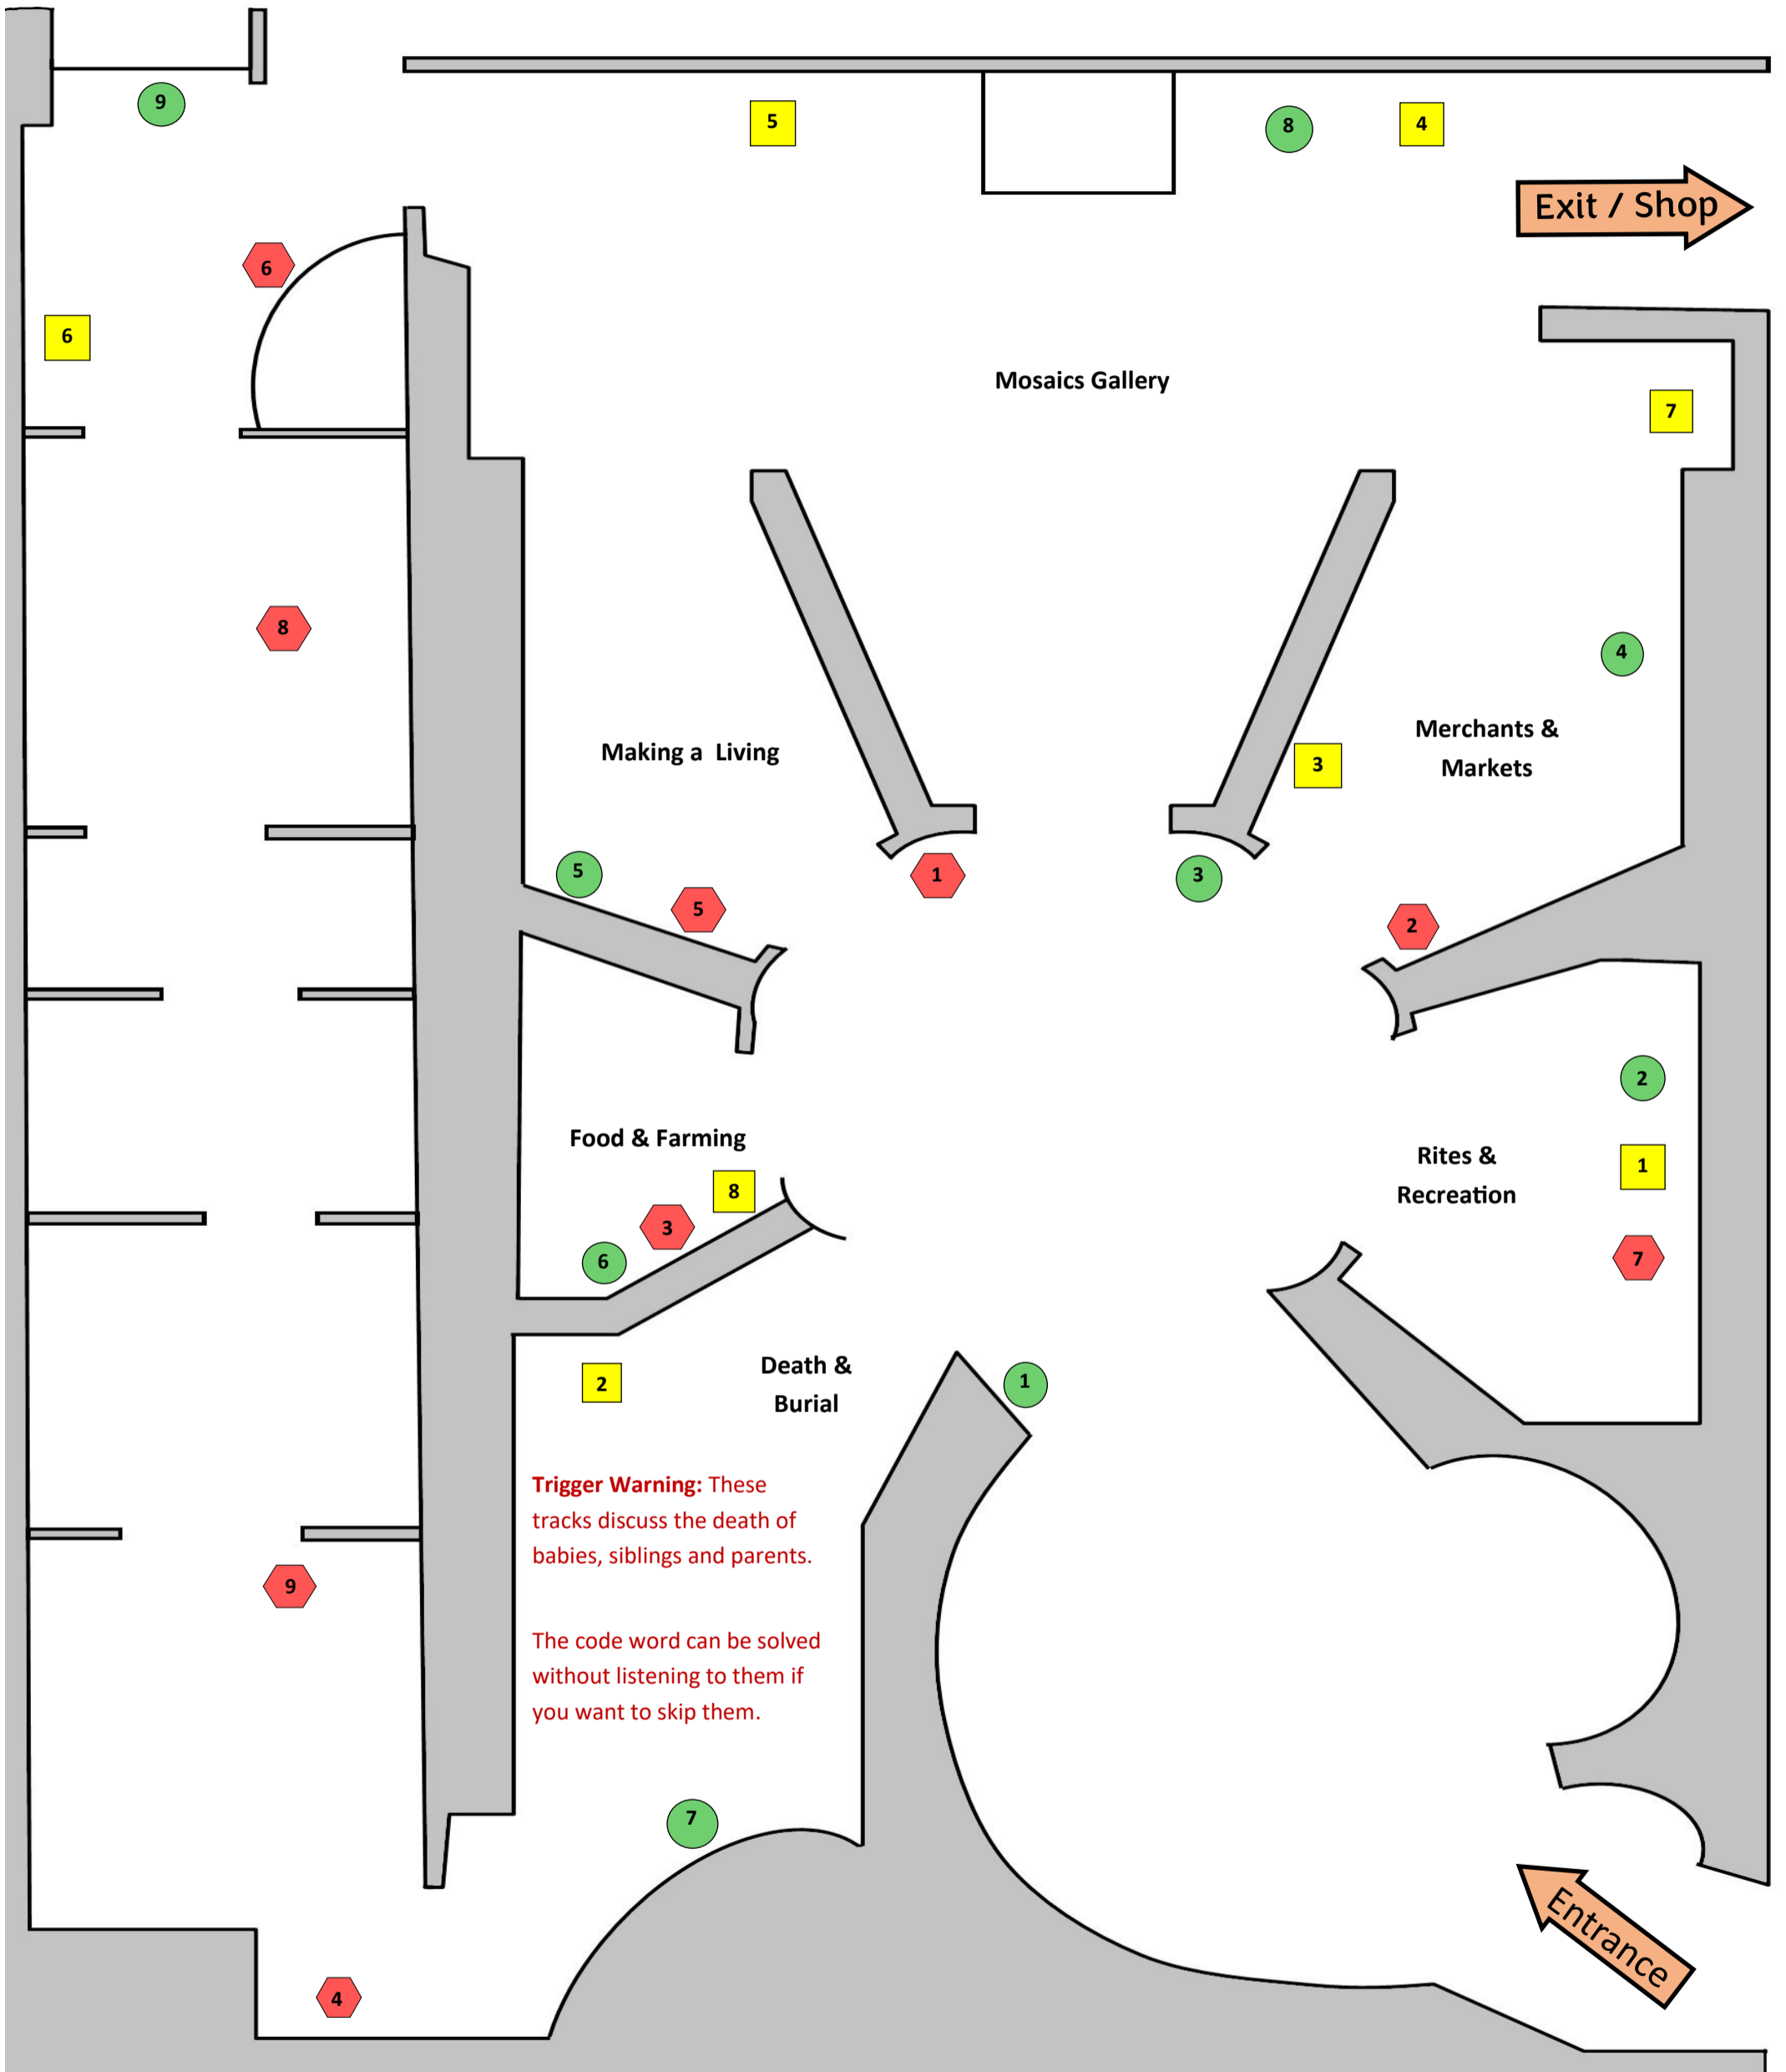 9
5
8
4
Exit / Shop
6
6
Mosaics Gallery
7
8
4
Merchants &
Markets
Making a  Living
3
5
1
3
5
2
2
Food & Farming
Rites &
Recreation
1
8
3
6
7
Death &
Burial
2
1
Trigger Warning: These
tracks discuss the death of
babies, siblings and parents.
9
The code word can be solved
without listening to them if
you want to skip them.
7
Entrance
4